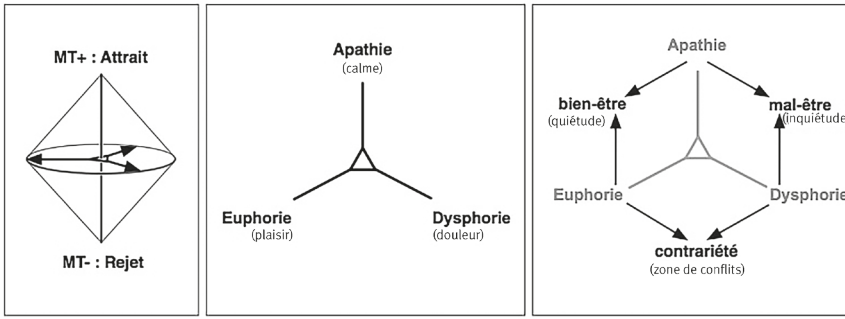 MT+ : Attrait
MT- : Rejet
Apathie
(calme)
Euphorie
(plaisir)
Dysphorie
(douleur)
Apathie
bien-être
(quiétude)
mal-être
(inquiétude
Euphorie
Dysphorie
contrariété
(zone de conflits)